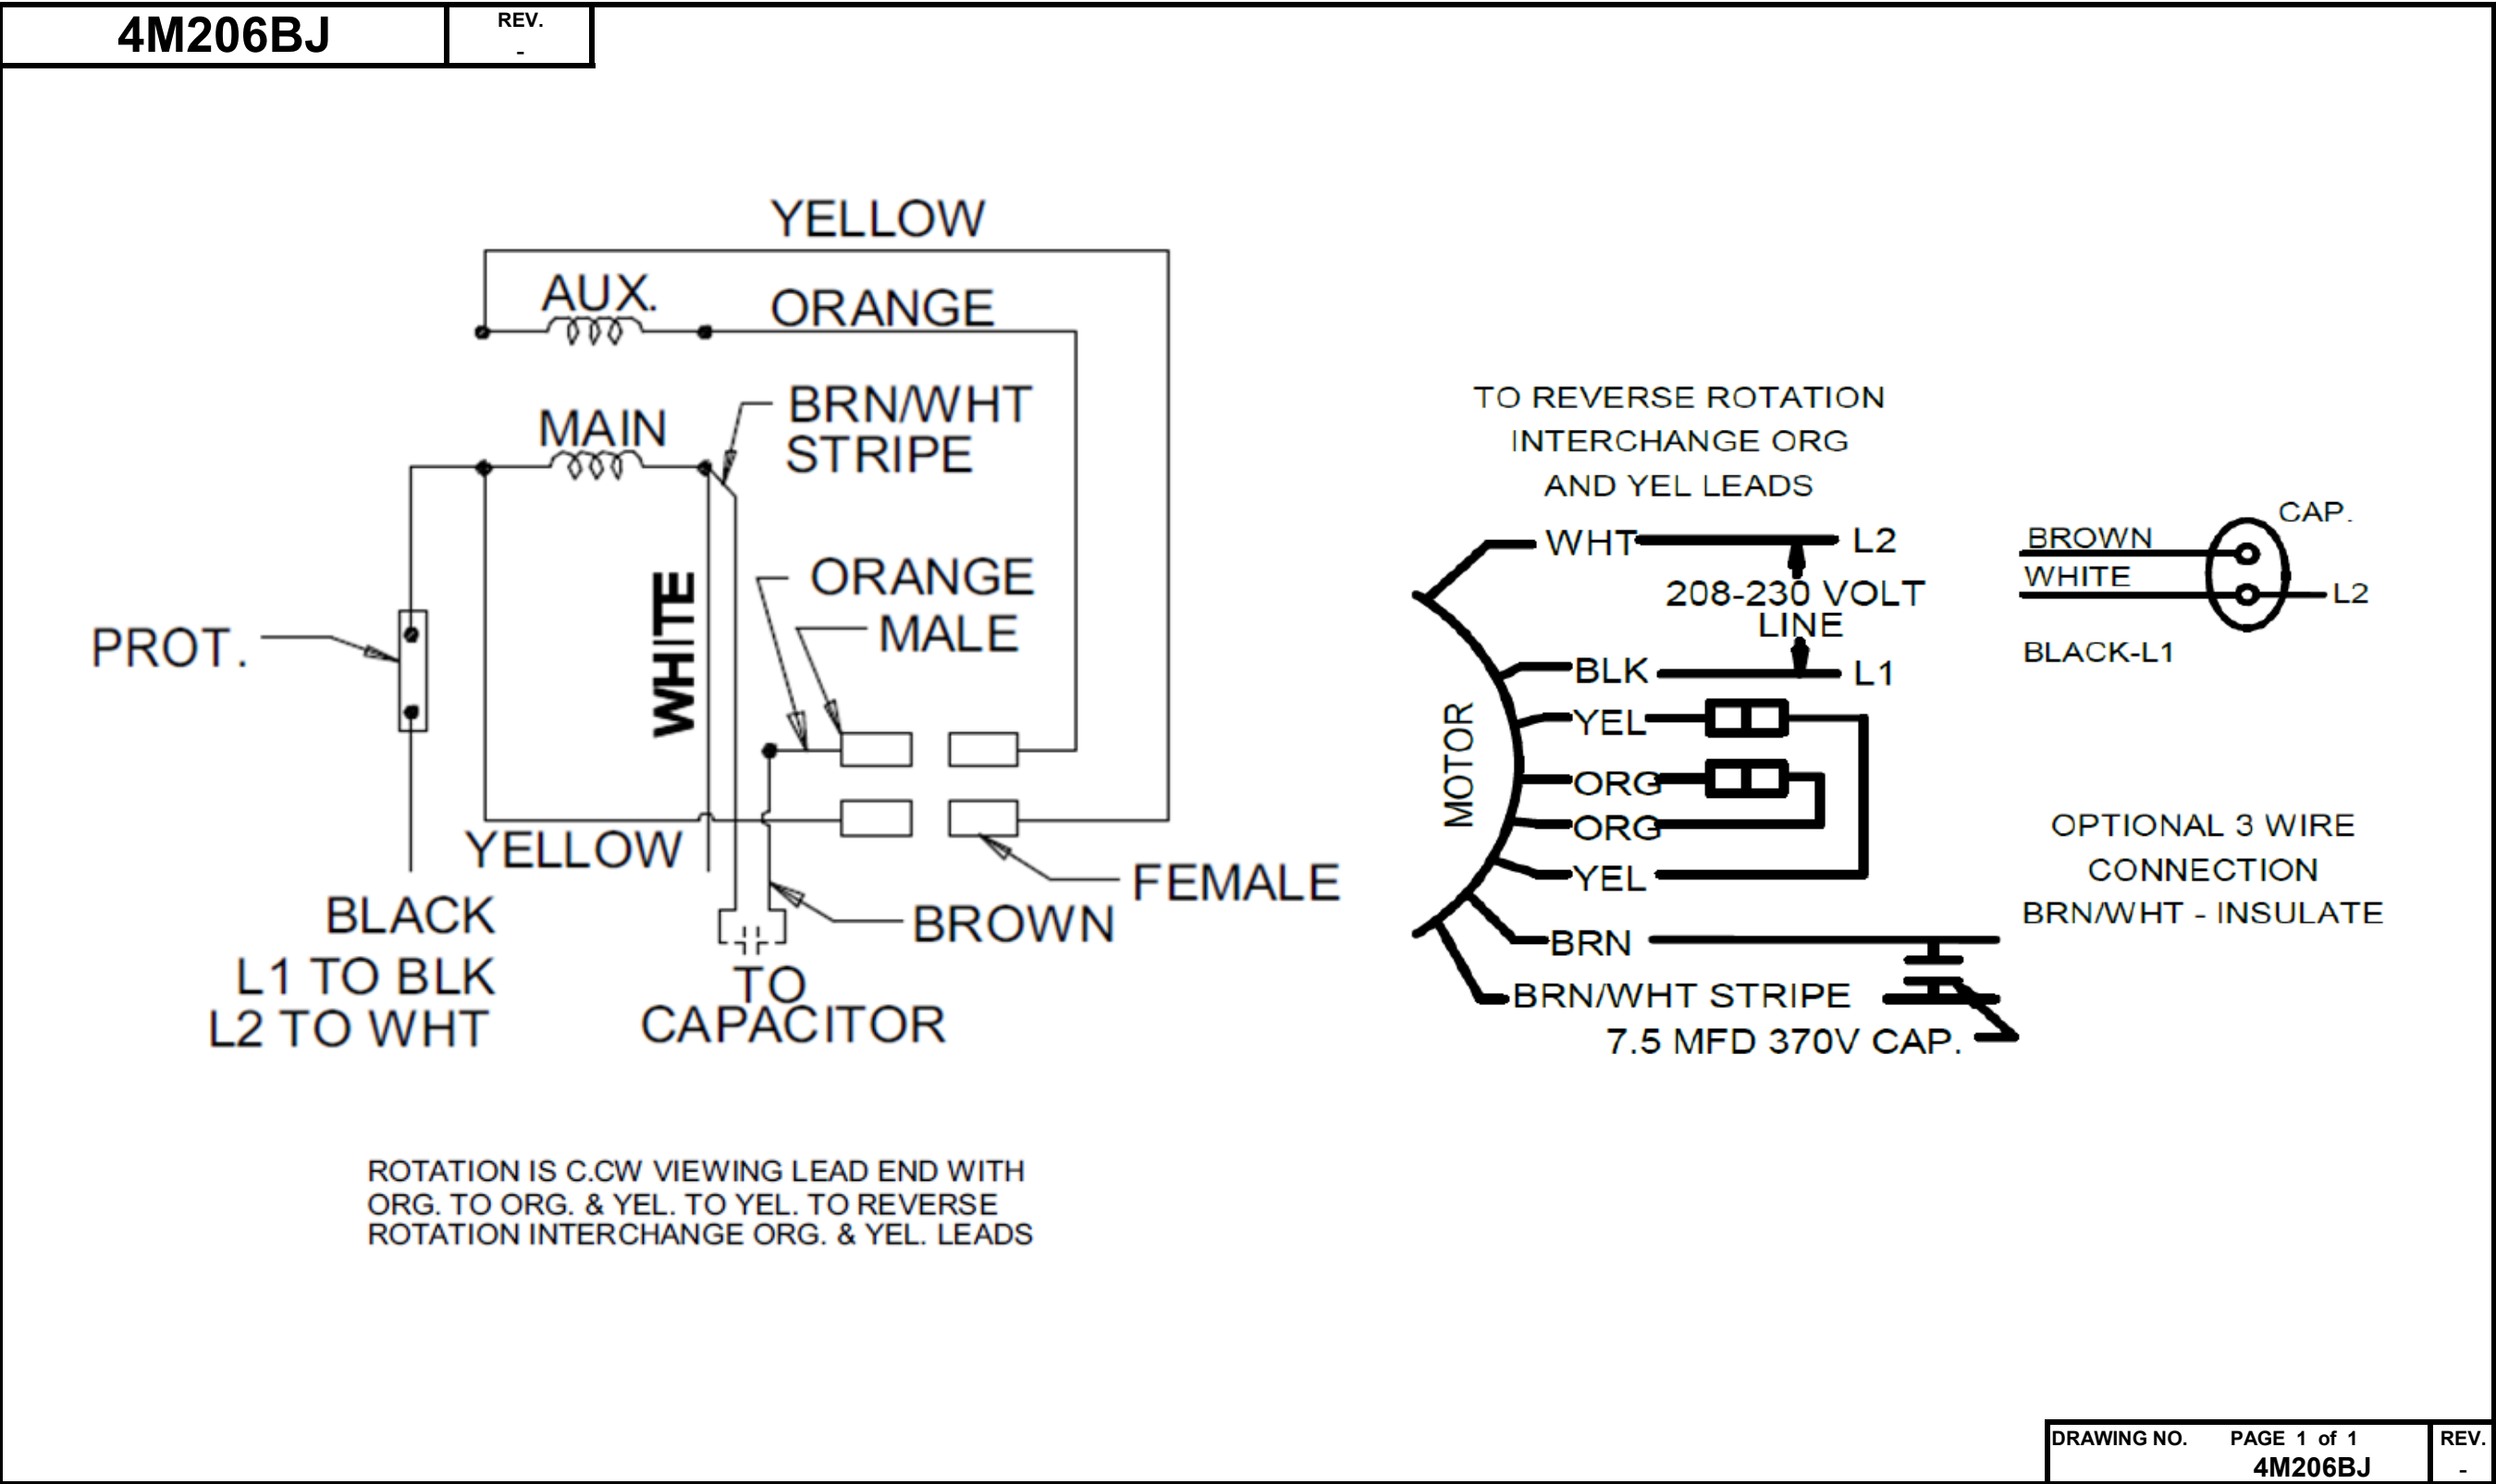 4M206BJ
REV.
-
YELLOW
AUX.
ORANGE
BRN/WHT
STRIPE
MAIN
WHITE
ORANGE
MALE
PROT.
YELLOW
FEMALE
BROWN
BLACK
L1 TO BLK
L2 TO WHT
TO
CAPACITOR
ROTATION IS C.CW VIEWING LEAD END WITH
ORG. TO ORG. & YEL. TO YEL. TO REVERSE
ROTATION INTERCHANGE ORG. & YEL. LEADS
TO REVERSE ROTATION
INTERCHANGE ORG
AND YEL LEADS
WHT
L2
208-230 VOLT
LINE
BLK
L1
MOTOR
YEL
ORG
ORG
YEL
BRN
BRN/WHT STRIPE
7.5 MFD 370V CAP.
CAP.
BROWN
WHITE
L2
BLACK-L1
OPTIONAL 3 WIRE
CONNECTION
BRN/WHT - INSULATE
DRAWING NO. PAGE 1 of 1
4M206BJ
REV.
-